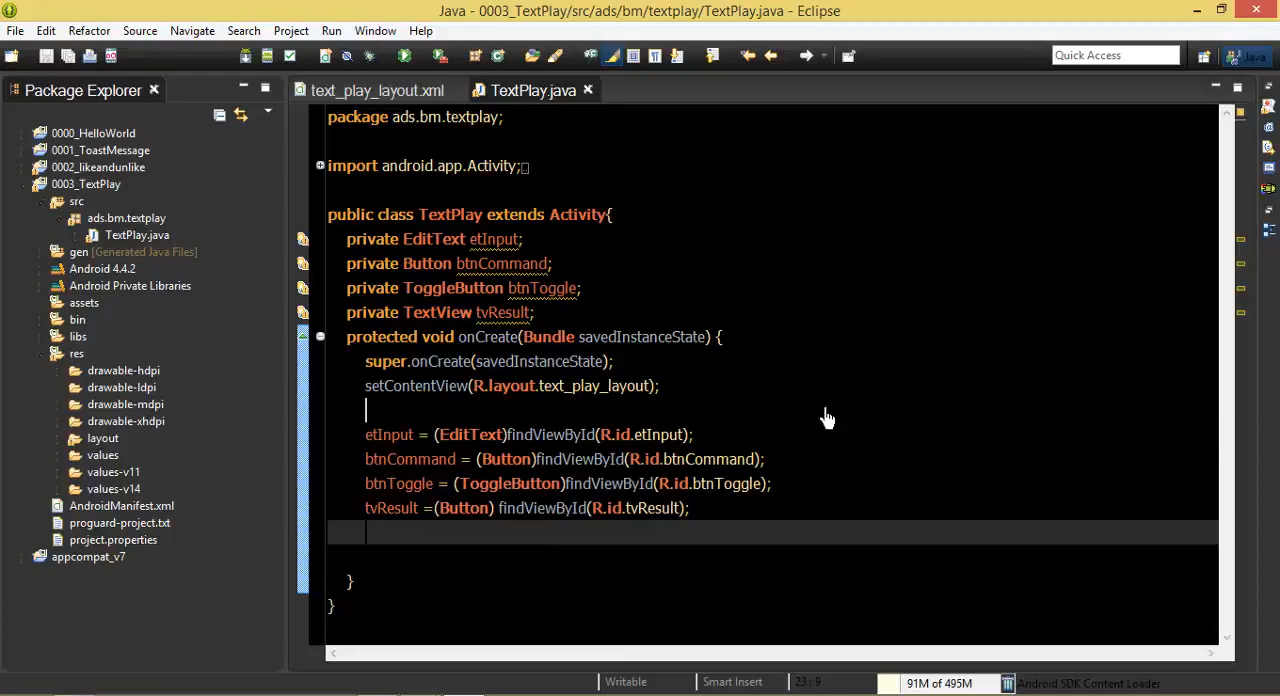 Java - 0003_TextPlay/src/ads/bm/textplay/TextPlay.java - Eclipse
File Edit Refactor Source Navigate Search Project Run Window Help
Quick Access
Java
Package Explorer
text_play_layout.xml
TextPlay.java
0000_HelloWorld
0001_ToastMessage
0002_likeandunlike
0003_TextPlay
src
ads.bm.textplay
TextPlay.java
gen [Generated Java Files]
Android 4.4.2
Android Private Libraries
assets
bin
libs
res
drawable-hdpi
drawable-ldpi
drawable-mdpi
drawable-xhdpi
layout
values
values-v11
values-v14
AndroidManifest.xml
proguard-project.txt
project.properties
appcompat_v7
package ads.bm.textplay;
import android.app.Activity;
public class TextPlay extends Activity{
private EditText etInput;
private Button btnCommand;
private ToggleButton btnToggle;
private TextView tvResult;
protected void onCreate(Bundle savedInstanceState) {
super.onCreate(savedInstanceState);
setContentView(R.layout.text_play_layout);
etInput = (EditText)findViewById(R.id.etInput);
btnCommand = (Button)findViewById(R.id.btnCommand);
btnToggle = (ToggleButton)findViewById(R.id.btnToggle);
tvResult =(Button) findViewById(R.id.tvResult);
}
}
Writable
Smart Insert
23 : 9
91M of 495M
Android SDK Content Loader